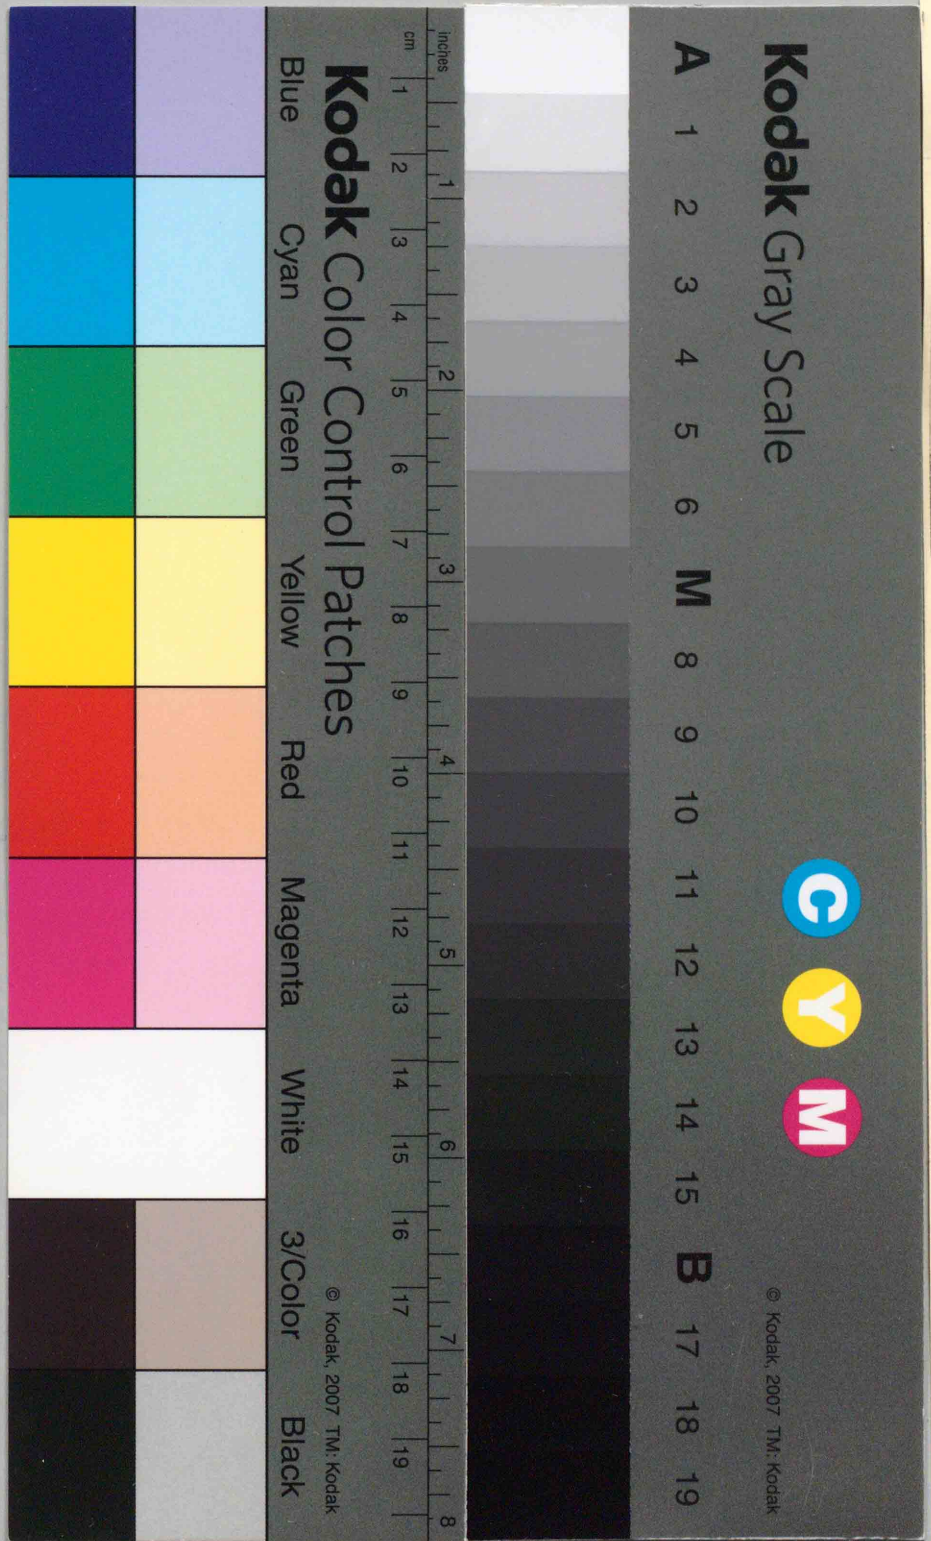 Kodak Gray Scale
C Y M
A 1 2 3 4 5 6 M 8 9 10 11 12 13 14 15 B 17 18 19
© Kodak, 2007 TM: Kodak
inches 1 2 3 4 5 6 7 8
cm 1 2 3 4 5 6 7 8 9 10 11 12 13 14 15 16 17 18 19
Kodak Color Control Patches
© Kodak, 2007 TM: Kodak
Blue Cyan Green Yellow Red Magenta White 3/Color Black